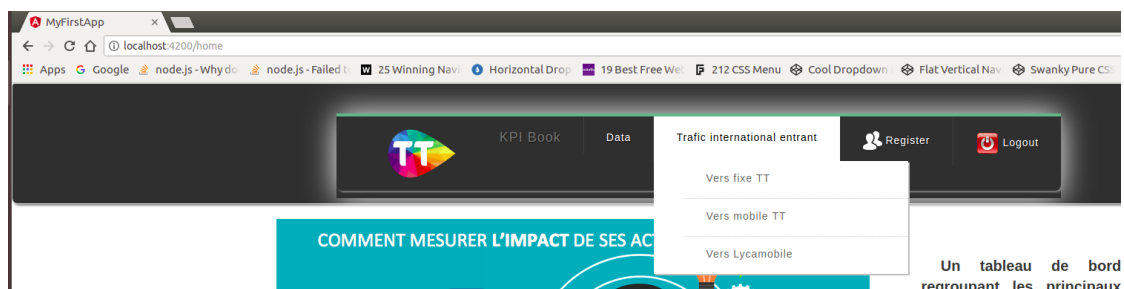 MyFirstApp
localhost:4200/home
Apps Google node.js - Why do node.js - Failed t 25 Winning Navi Horizontal Drop 19 Best Free We 212 CSS Menu Cool Dropdown Flat Vertical Nav Swanky Pure CSS
TT KPI Book Data Trafic international entrant Register Logout
Vers fixe TT
Vers mobile TT
Vers Lycamobile
COMMENT MESURER L'IMPACT DE SES AC
Un tableau de bord
regroupant les principaux